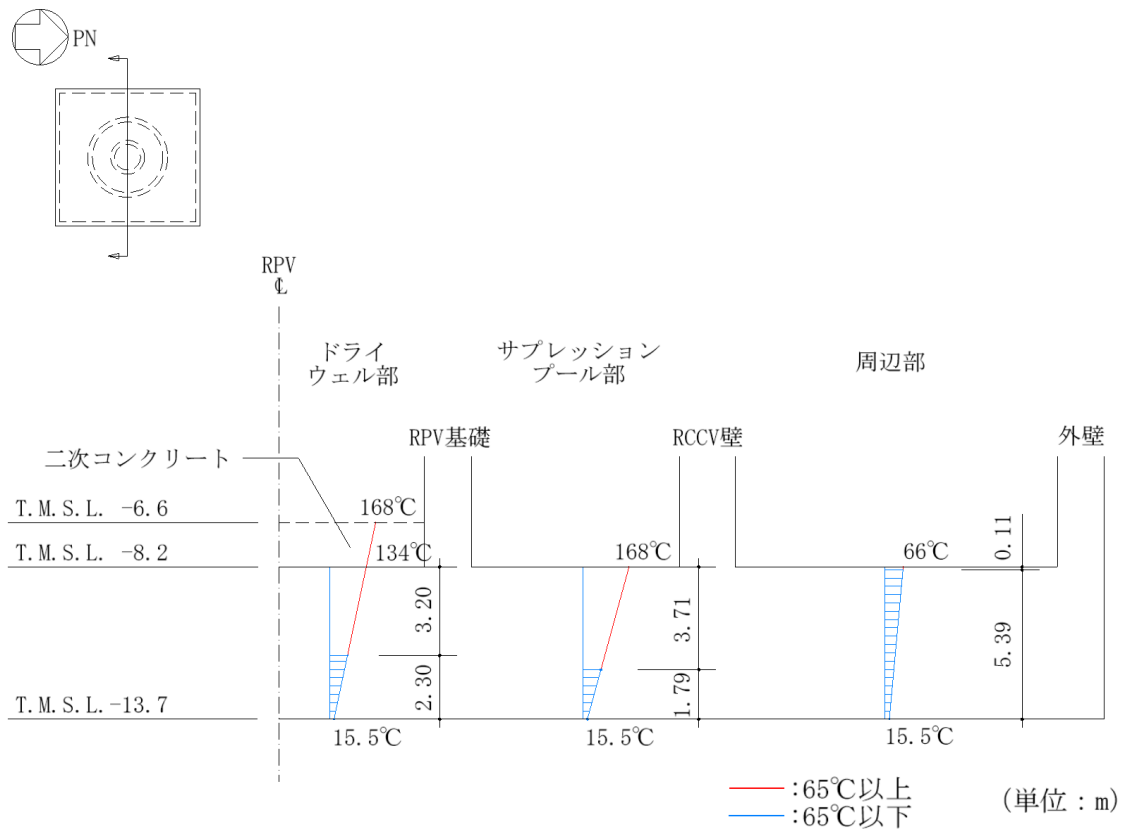 PN
RPV
℄
ドライ
ウェル部
サプレッション
プール部
周辺部
RPV基礎
RCCV壁
外壁
二次コンクリート
T.M.S.L. -6.6
168℃
T.M.S.L. -8.2
134℃
168℃
66℃
0.11
3.20
3.71
5.39
2.30
1.79
T.M.S.L.-13.7
15.5℃
15.5℃
15.5℃
:65℃以上
:65℃以下
(単位:m)